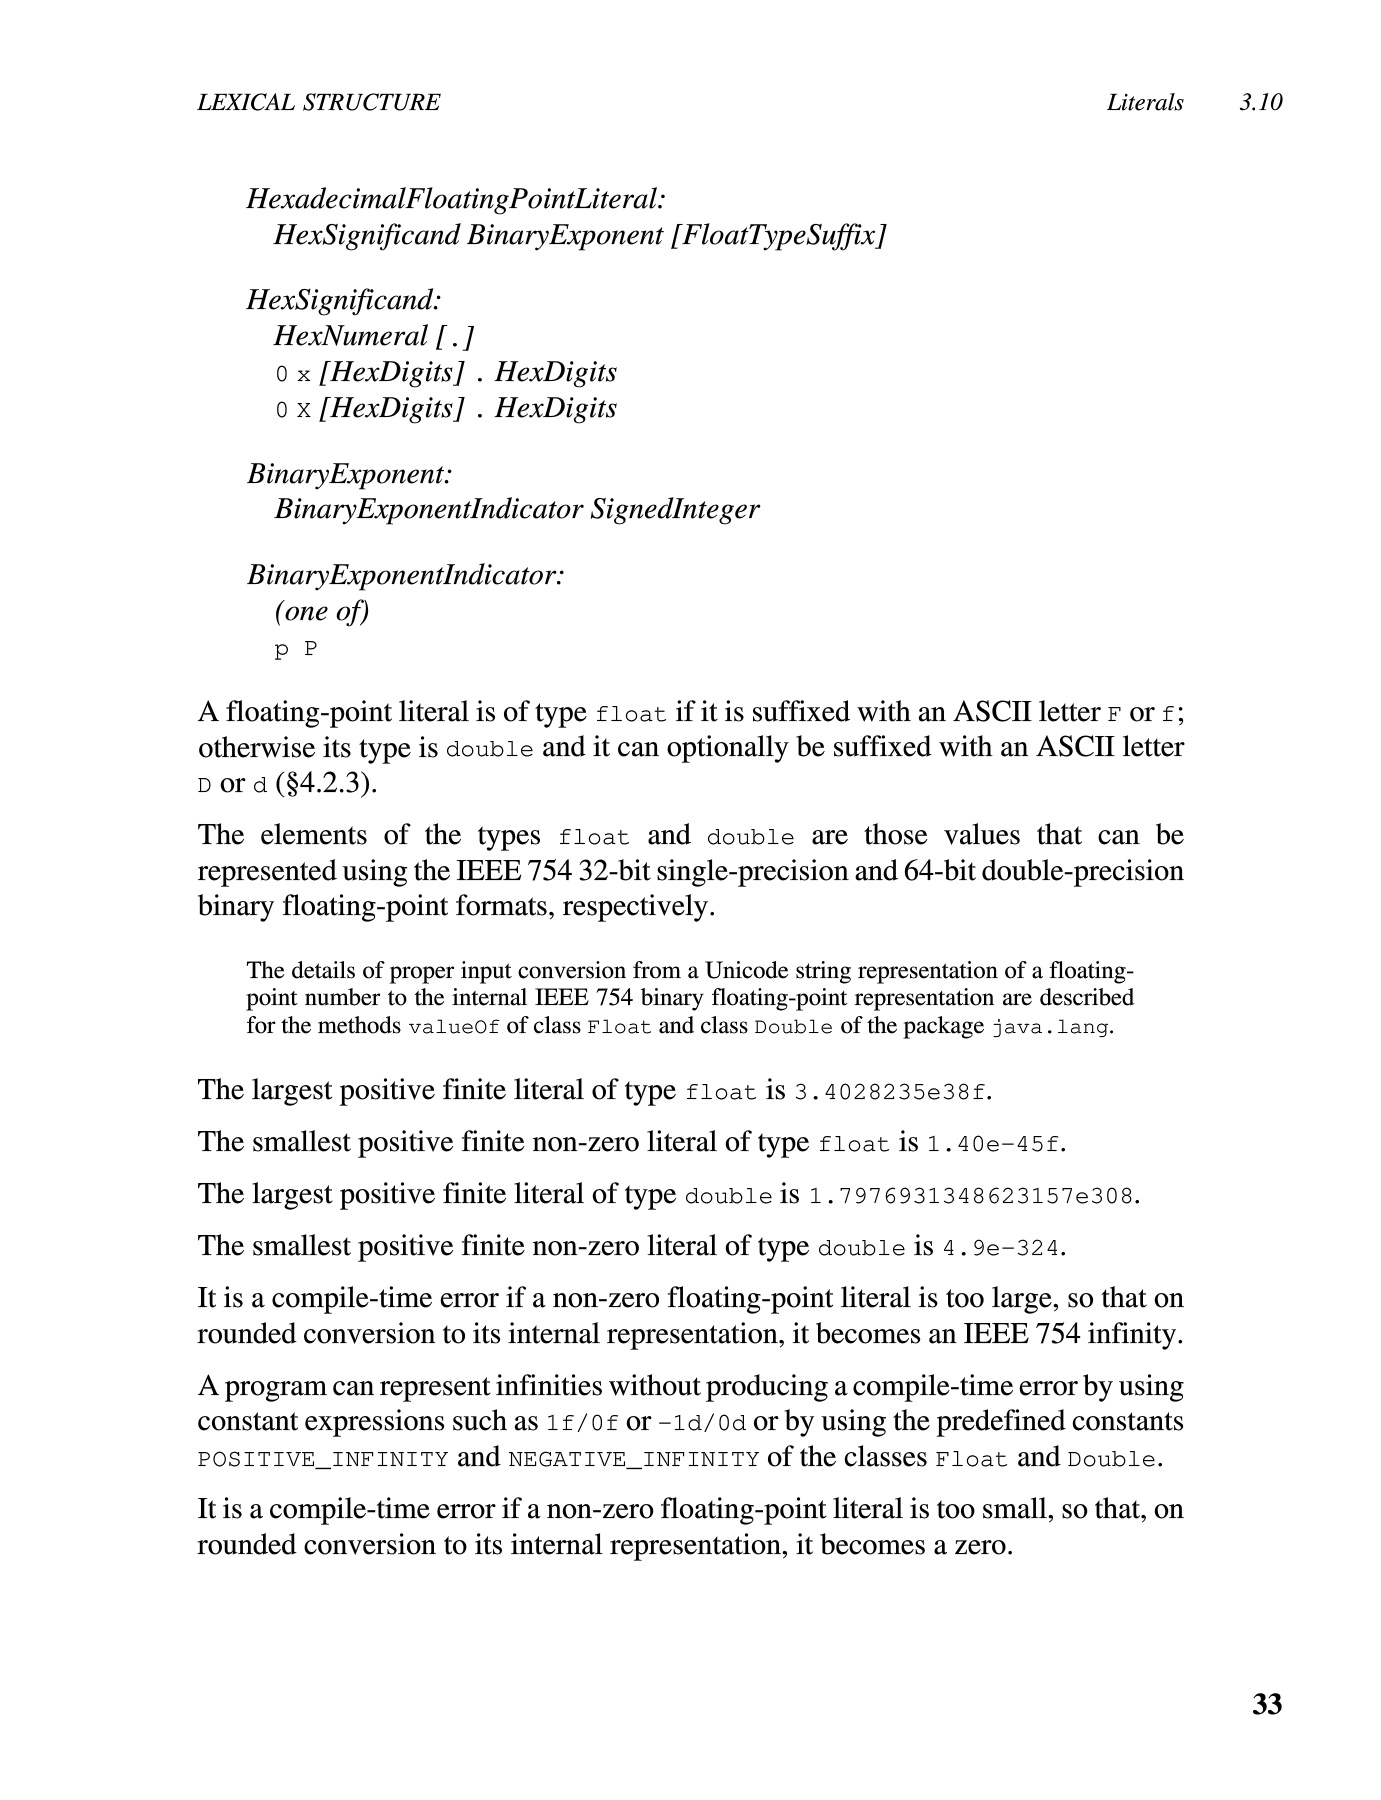 LEXICAL STRUCTURE Literals 3.10
HexadecimalFloatingPointLiteral:
HexSignificand BinaryExponent [FloatTypeSuffix]
HexSignificand:
HexNumeral [ . ]
0 x [HexDigits] . HexDigits
0 X [HexDigits] . HexDigits
BinaryExponent:
BinaryExponentIndicator SignedInteger
BinaryExponentIndicator:
(one of)
p P
A floating-point literal is of type float if it is suffixed with an ASCII letter F or f;
otherwise its type is double and it can optionally be suffixed with an ASCII letter
D or d (§4.2.3).
The elements of the types float and double are those values that can be
represented using the IEEE 754 32-bit single-precision and 64-bit double-precision
binary floating-point formats, respectively.
The details of proper input conversion from a Unicode string representation of a floating-
point number to the internal IEEE 754 binary floating-point representation are described
for the methods valueOf of class Float and class Double of the package java.lang.
The largest positive finite literal of type float is 3.4028235e38f.
The smallest positive finite non-zero literal of type float is 1.40e-45f.
The largest positive finite literal of type double is 1.7976931348623157e308.
The smallest positive finite non-zero literal of type double is 4.9e-324.
It is a compile-time error if a non-zero floating-point literal is too large, so that on
rounded conversion to its internal representation, it becomes an IEEE 754 infinity.
A program can represent infinities without producing a compile-time error by using
constant expressions such as 1f/0f or -1d/0d or by using the predefined constants
POSITIVE_INFINITY and NEGATIVE_INFINITY of the classes Float and Double.
It is a compile-time error if a non-zero floating-point literal is too small, so that, on
rounded conversion to its internal representation, it becomes a zero.
33